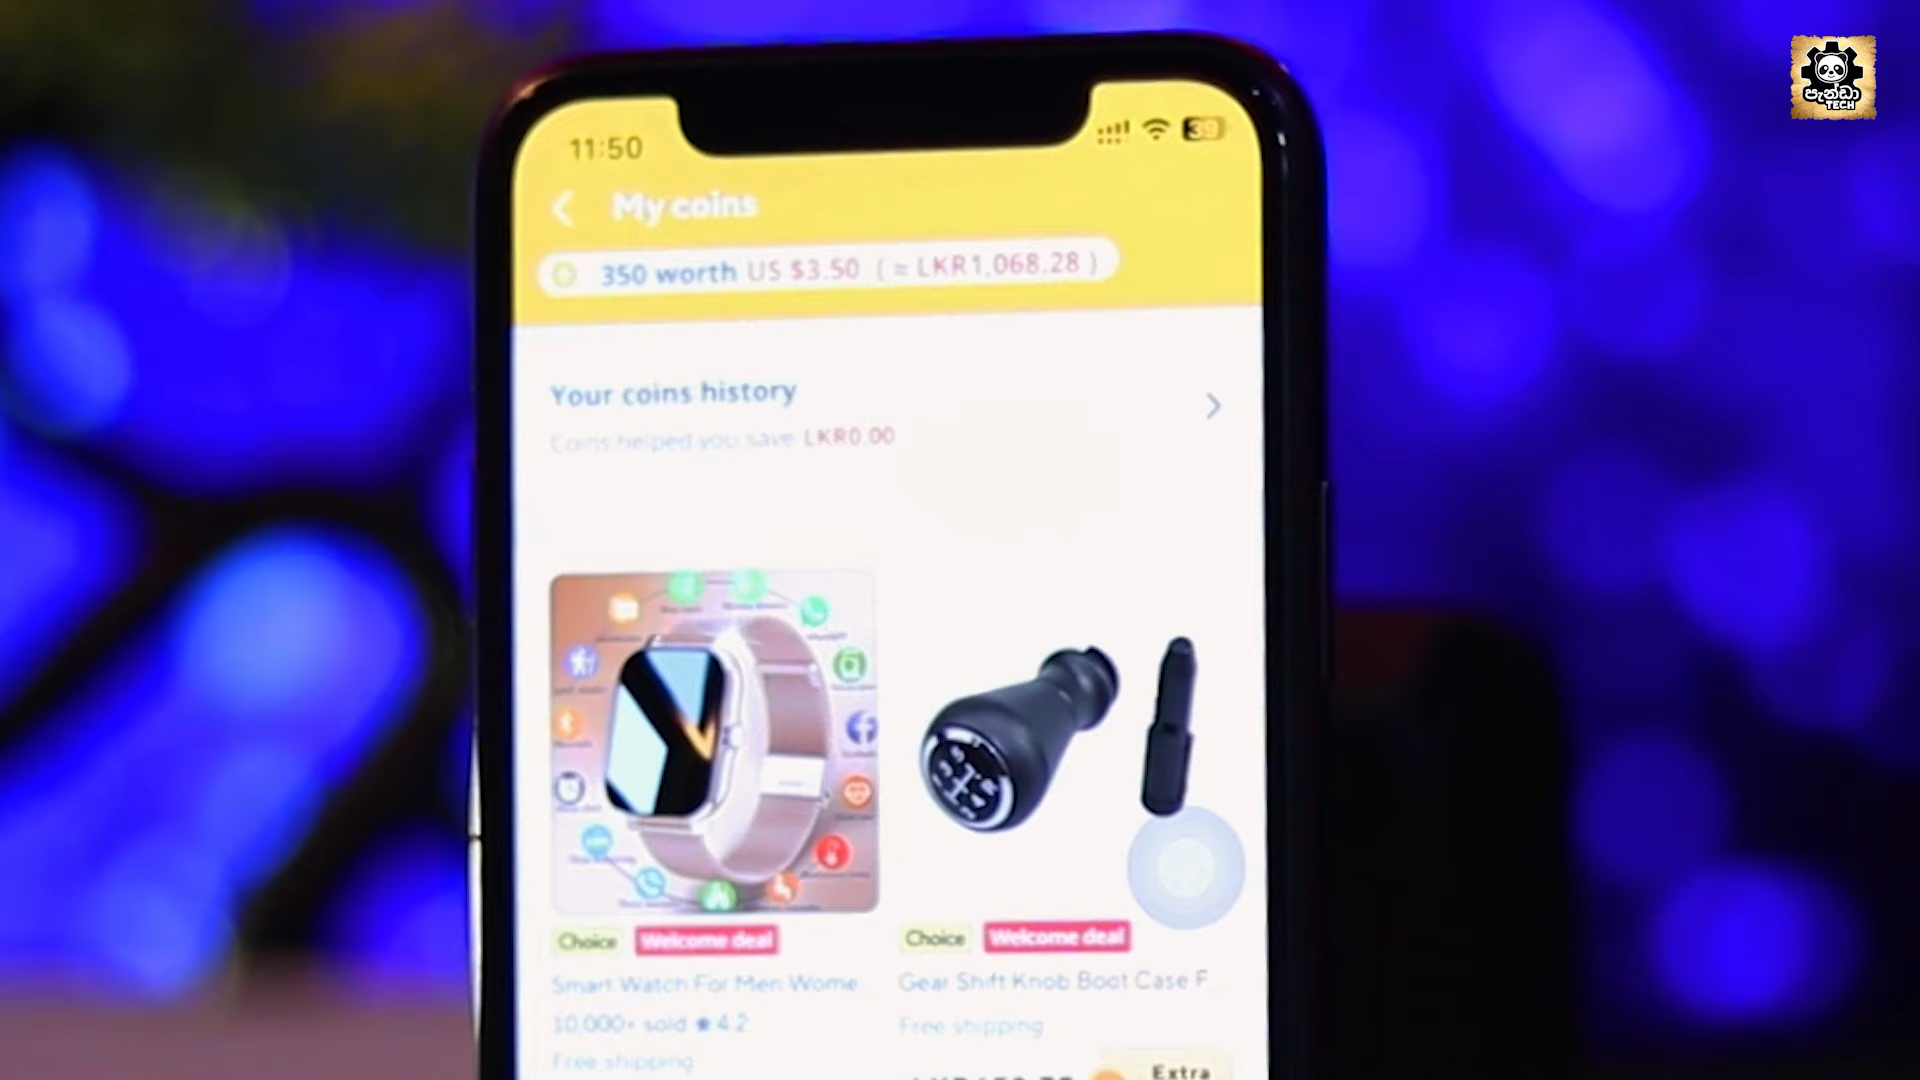 පැන්ඩා
TECH
11:50
39
My coins
350 worth US $3.50 ( ≈ LKR1,068.28 )
Your coins history
Coins helped you save LKR0.00
Choice Welcome deal
Smart Watch For Men Wome
10,000+ sold ★ 4.2
Free shipping
Choice Welcome deal
Gear Shift Knob Boot Case F
Free shipping
Extra